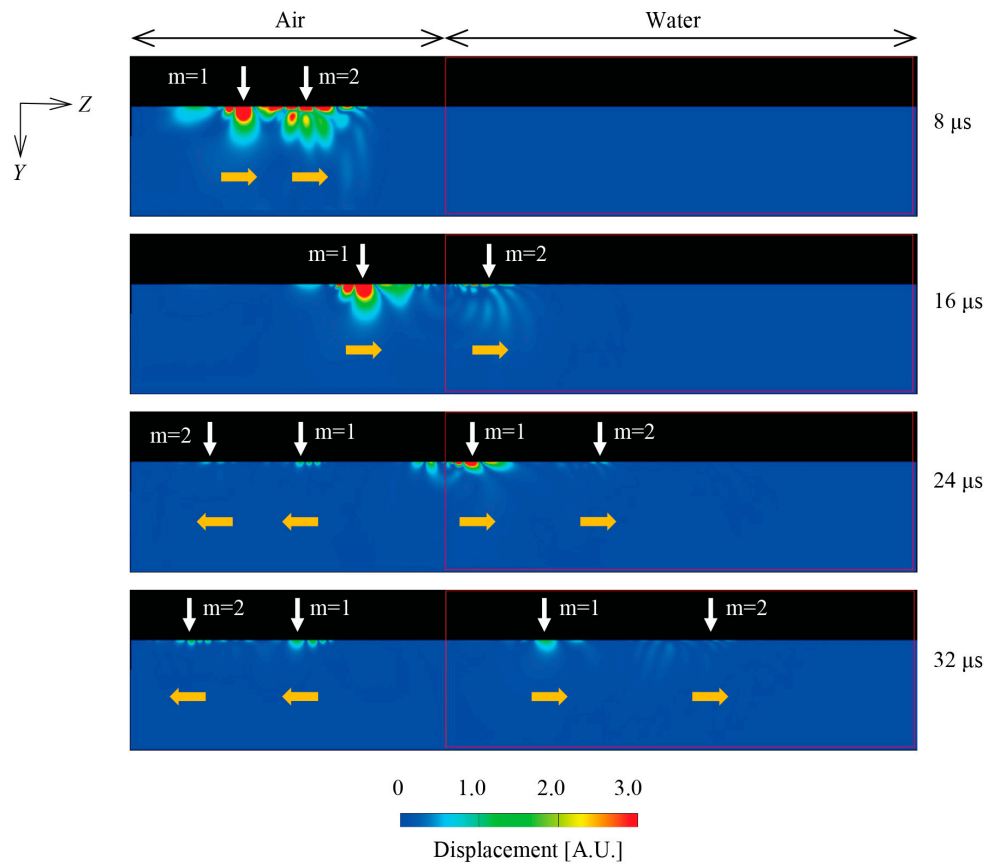 Air Water
m=1 m=2
Z
Y
8 μs
m=1 m=2
16 μs
m=2 m=1 m=1 m=2
24 μs
m=2 m=1 m=1 m=2
32 μs
0 1.0 2.0 3.0
Displacement [A.U.]